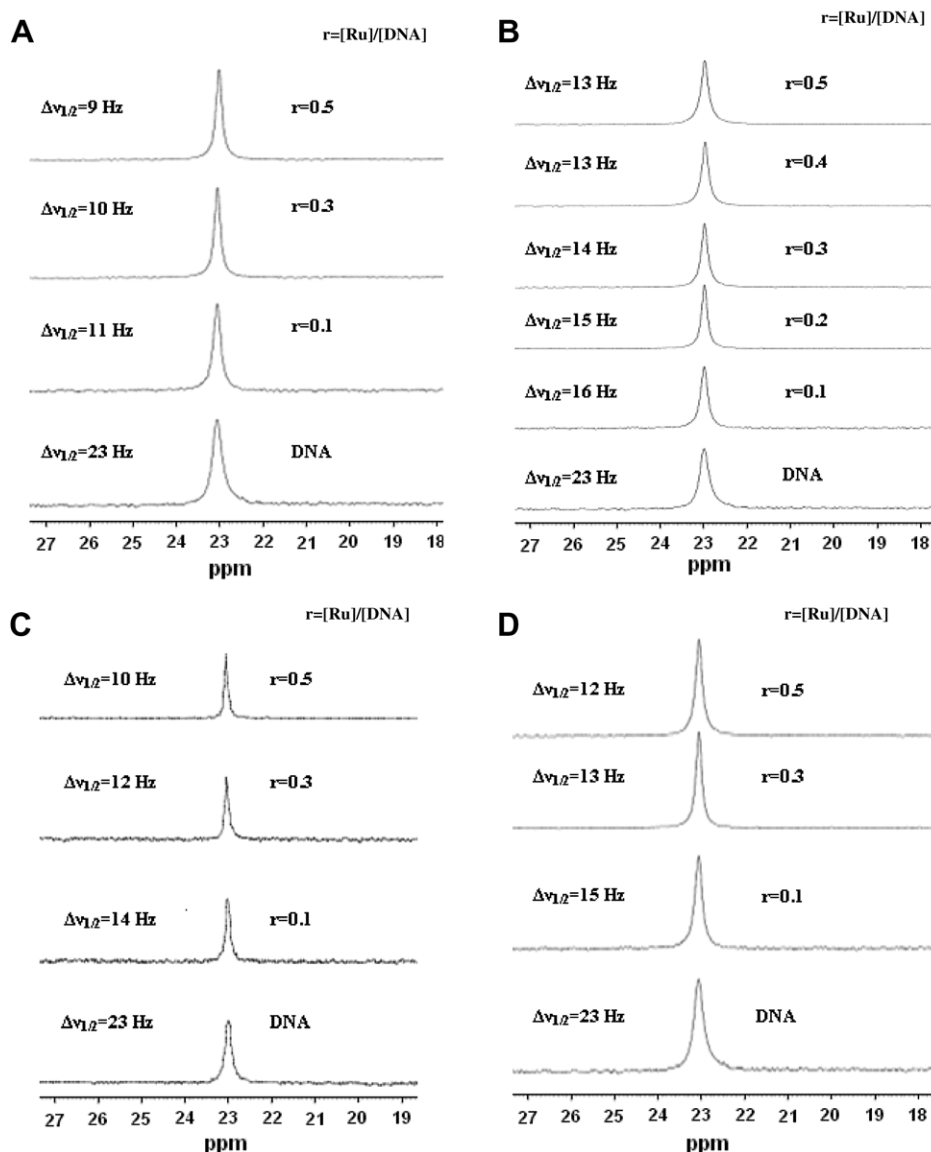 A
r=[Ru]/[DNA]
Δν1/2=9 Hz r=0.5
Δν1/2=10 Hz r=0.3
Δν1/2=11 Hz r=0.1
Δν1/2=23 Hz DNA
27 26 25 24 23 22 21 20 19 18
ppm
B
r=[Ru]/[DNA]
Δν1/2=13 Hz r=0.5
Δν1/2=13 Hz r=0.4
Δν1/2=14 Hz r=0.3
Δν1/2=15 Hz r=0.2
Δν1/2=16 Hz r=0.1
Δν1/2=23 Hz DNA
27 26 25 24 23 22 21 20 19 18
ppm
C
r=[Ru]/[DNA]
Δν1/2=10 Hz r=0.5
Δν1/2=12 Hz r=0.3
Δν1/2=14 Hz r=0.1
Δν1/2=23 Hz DNA
27 26 25 24 23 22 21 20 19
ppm
D
r=[Ru]/[DNA]
Δν1/2=12 Hz r=0.5
Δν1/2=13 Hz r=0.3
Δν1/2=15 Hz r=0.1
Δν1/2=23 Hz DNA
27 26 25 24 23 22 21 20 19 18
ppm